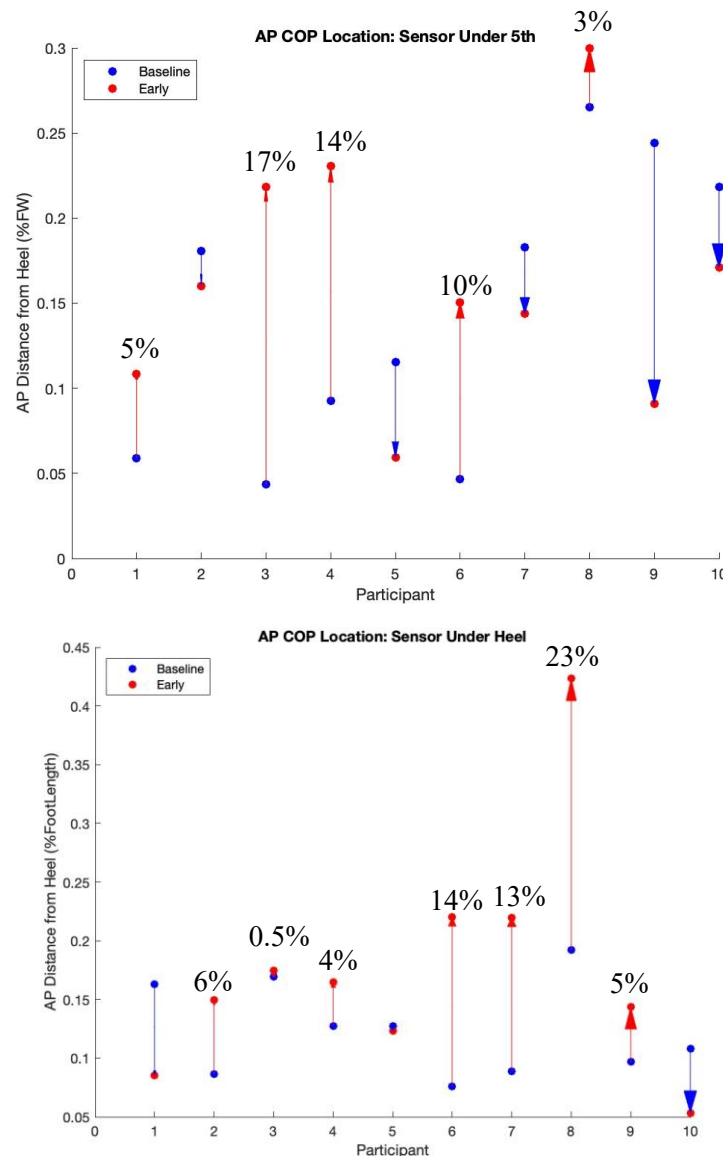 AP COP Location: Sensor Under 5th
3%
0.3
Baseline
Early
0.25
17%
14%
0.2
10%
0.15
5%
0.1
0.05
0
AP Distance from Heel (%FW)
0 1 2 3 4 5 6 7 8 9 10
Participant
AP COP Location: Sensor Under Heel
0.45
Baseline
Early
23%
0.4
0.35
0.3
0.25
14%
13%
0.2
0.5%
6%
4%
5%
0.15
0.1
0.05
AP Distance from Heel (%FootLength)
0 1 2 3 4 5 6 7 8 9 10
Participant